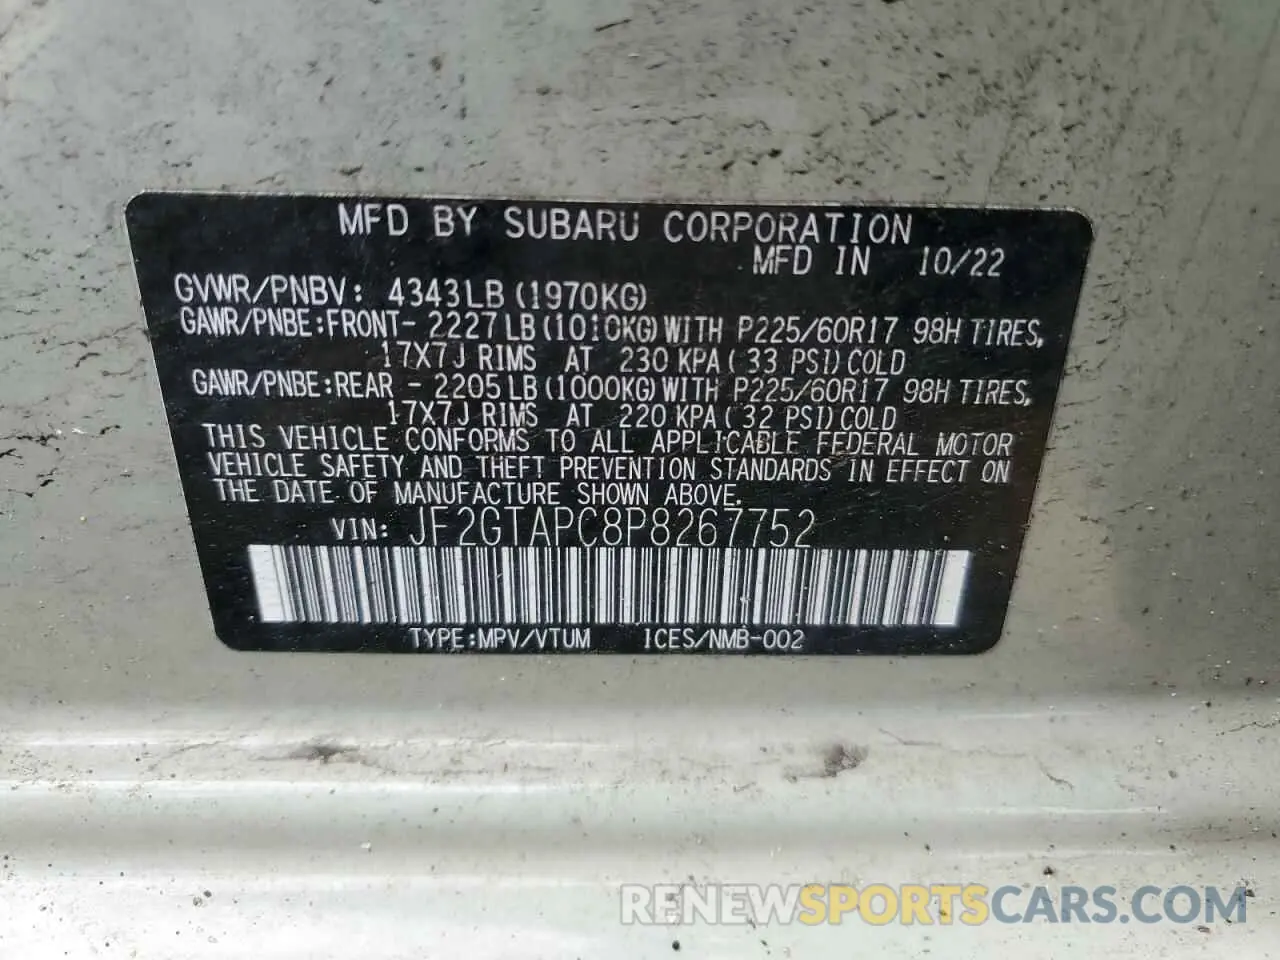 MFD BY SUBARU CORPORATION
MFD IN 10/22
GVWR/PNBV: 4343LB (1970KG)
GAWR/PNBE:FRONT- 2227LB(1010KG)WITH P225/60R17 98H TIRES,
17X7J RIMS AT 230 KPA( 33 PSI)COLD
GAWR/PNBE:REAR - 2205LB(1000KG)WITH P225/60R17 98H TIRES,
17X7J RIMS AT 220 KPA( 32 PSI)COLD
THIS VEHICLE CONFORMS TO ALL APPLICABLE FEDERAL MOTOR
VEHICLE SAFETY AND THEFT PREVENTION STANDARDS IN EFFECT ON
THE DATE OF MANUFACTURE SHOWN ABOVE.
VIN: JF2GTAPC8P8267752
TYPE:MPV/VTUM ICES/NMB-002
RENEWSPORTSCARS.COM